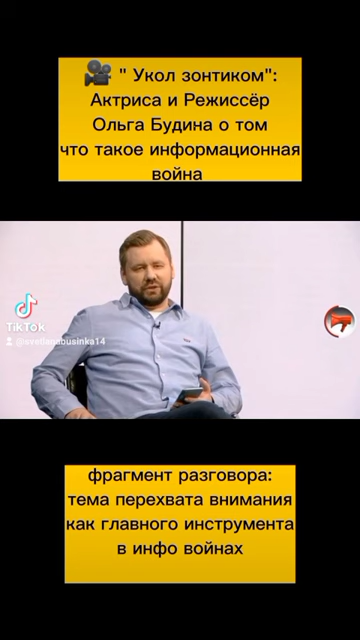 " Укол зонтиком":
Актриса и Режиссёр
Ольга Будина о том
что такое информационная
война
TikTok
@svetlanabusinka14
фрагмент разговора:
тема перехвата внимания
как главного инструмента
в инфо войнах